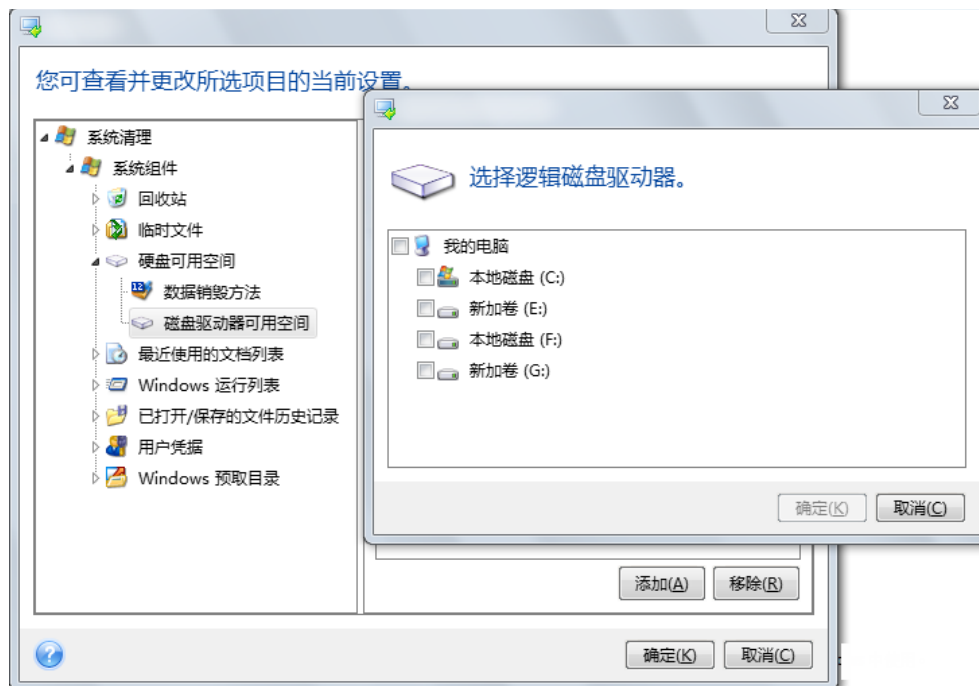 您可查看并更改所选项目的当前设置。
系统清理
系统组件
回收站
临时文件
硬盘可用空间
12
数据销毁方法
磁盘驱动器可用空间
最近使用的文档列表
Windows 运行列表
已打开/保存的文件历史记录
用户凭据
Windows 预取目录
选择逻辑磁盘驱动器。
我的电脑
本地磁盘 (C:)
新加卷 (E:)
本地磁盘 (F:)
新加卷 (G:)
确定(K) 取消(C)
添加(A) 移除(R)
确定(K) 取消(C)